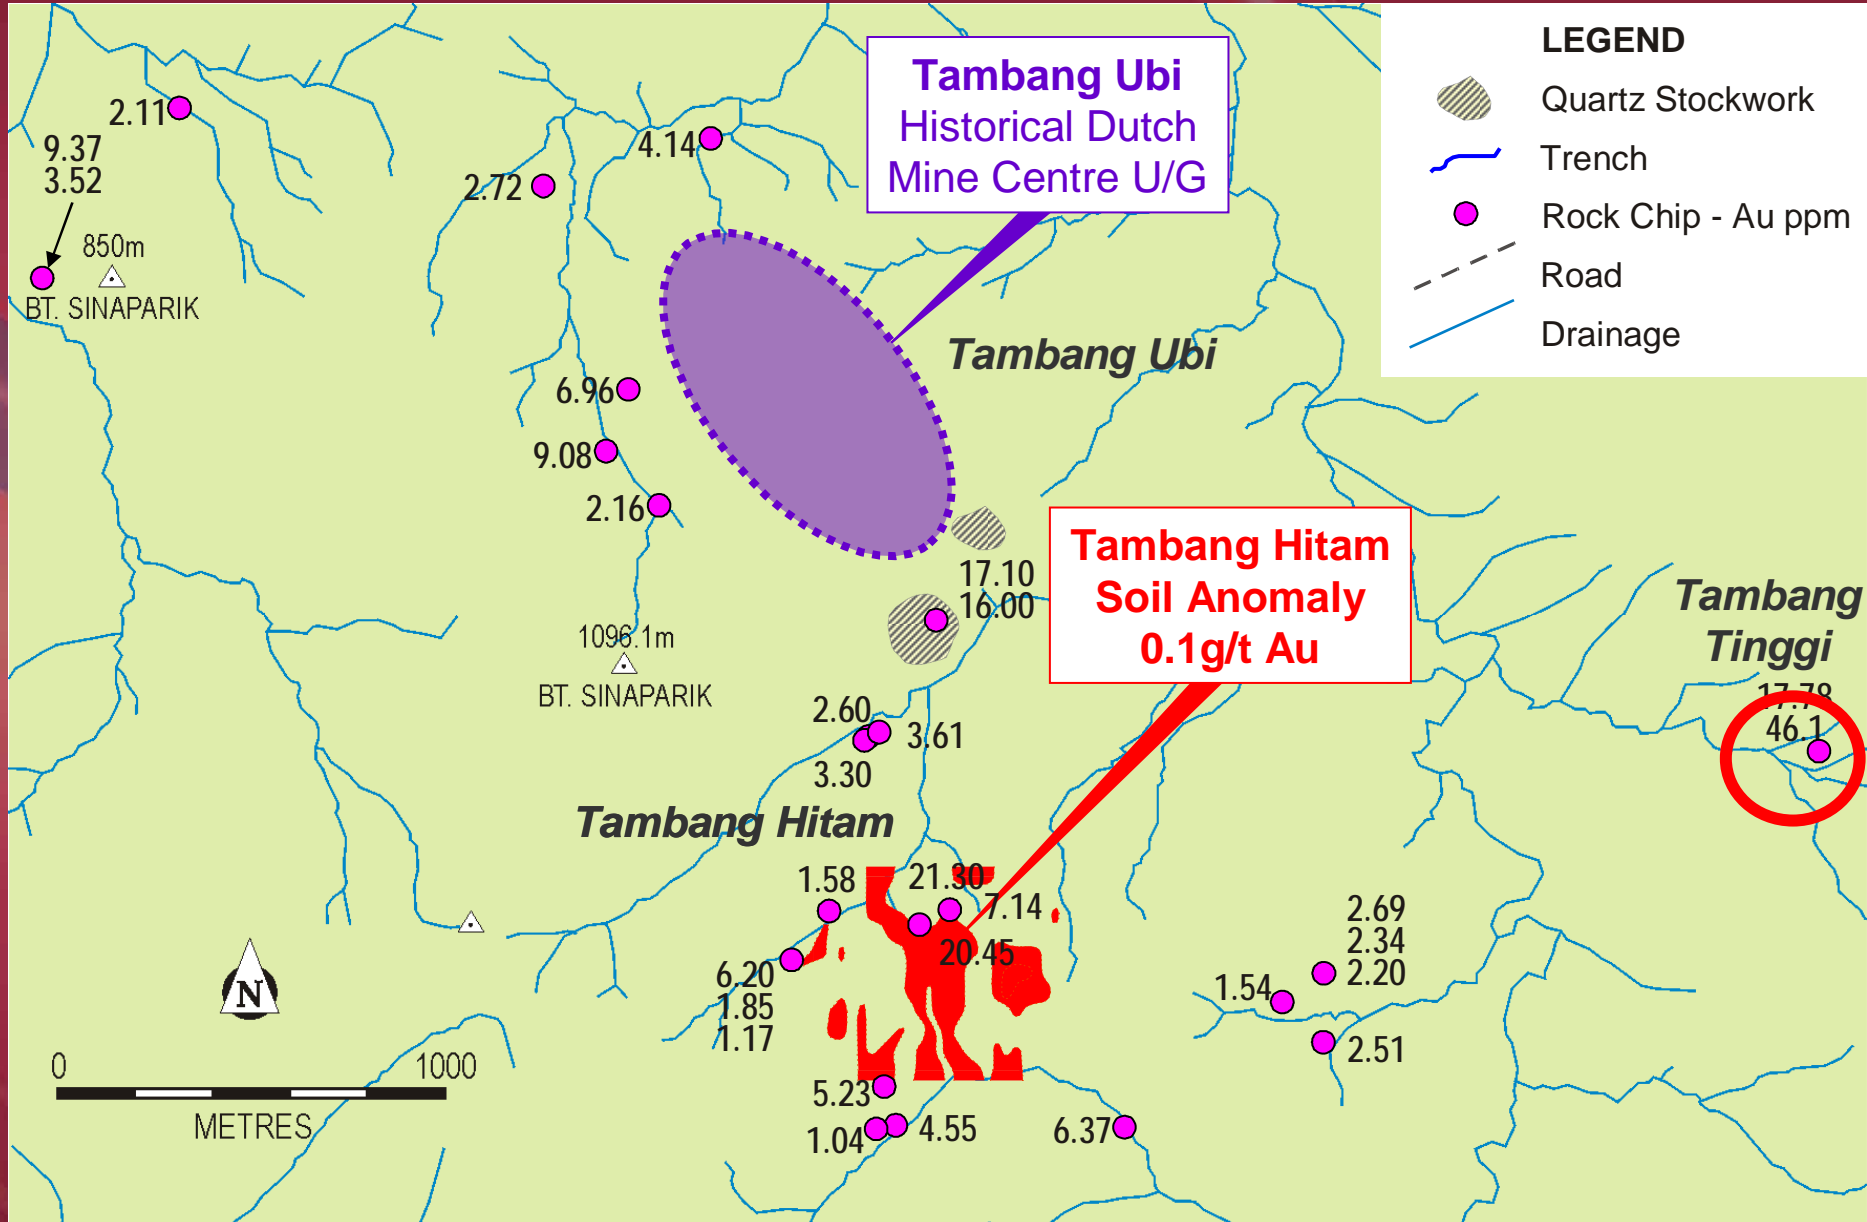 LEGEND
Quartz Stockwork
Trench
Rock Chip - Au ppm
Road
Drainage
Tambang Ubi
Historical Dutch
Mine Centre U/G
2.11
9.37
3.52
850m
BT. SINAPARIK
4.14
2.72
Tambang Ubi
6.96
9.08
2.16
17.10
16.00
Tambang Hitam
Soil Anomaly
0.1g/t Au
Tambang
Tinggi
17.78
46.1
1096.1m
BT. SINAPARIK
2.60
3.61
3.30
Tambang Hitam
1.58
21.30
7.14
20.45
6.20
1.85
1.17
2.69
2.34
2.20
1.54
2.51
N
0
1000
METRES
5.23
1.04
4.55
6.37